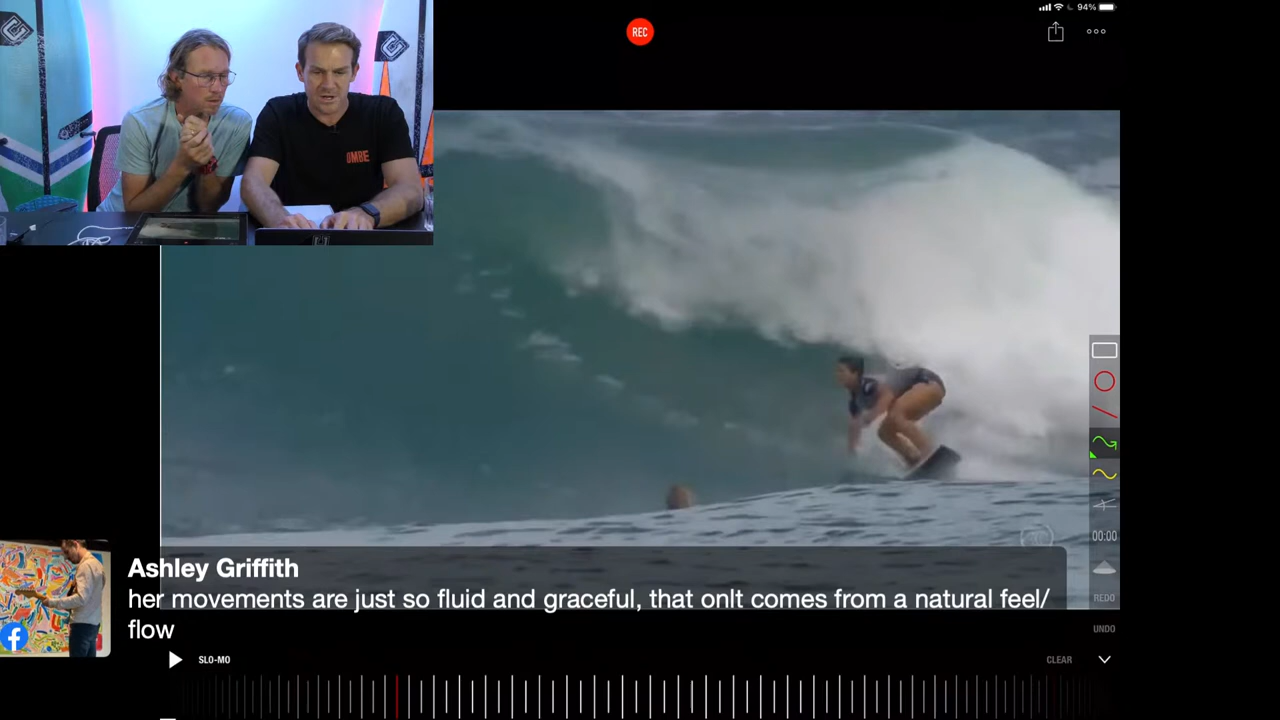 94%
REC
OMBE
00:00
Ashley Griffith
her movements are just so fluid and graceful, that onlt comes from a natural feel/
flow
REDO
UNDO
SLO-MO
CLEAR